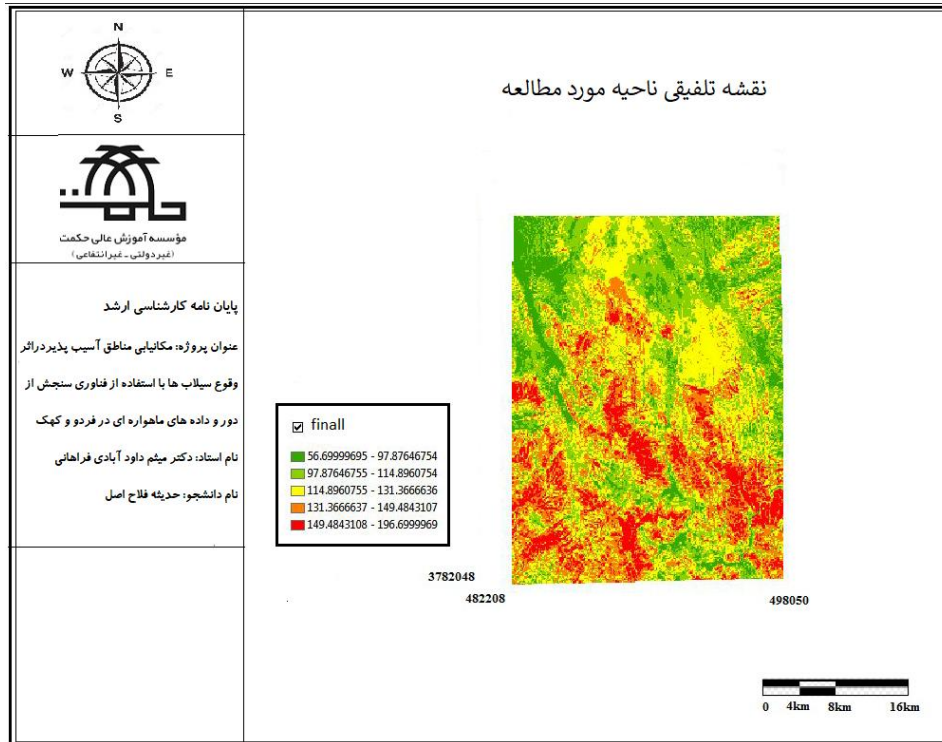 N
W
E
S
حکمت
مؤسسه آموزش عالی حکمت
(غیردولتی ـ غیرانتفاعی)
پایان نامه کارشناسی ارشد
عنوان پروژه: مکانیابی مناطق آسیب پذیردراثر
وقوع سیلاب ها با استفاده از فناوری سنجش از
دور و داده های ماهواره ای در فردو و کهک
نام استاد: دکتر میثم داود آبادی فراهانی
نام دانشجو: حدیثه فلاح اصل
نقشه تلفیقی ناحیه مورد مطالعه
finall
56.69999695 - 97.87646754
97.87646755 - 114.8960754
114.8960755 - 131.3666636
131.3666637 - 149.4843107
149.4843108 - 196.6999969
3782048
482208
498050
0 4km 8km 16km